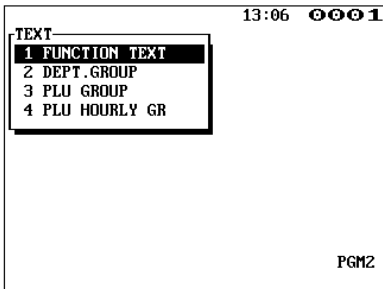 13:06 0001
TEXT
1 FUNCTION TEXT
2 DEPT.GROUP
3 PLU GROUP
4 PLU HOURLY GR
PGM2